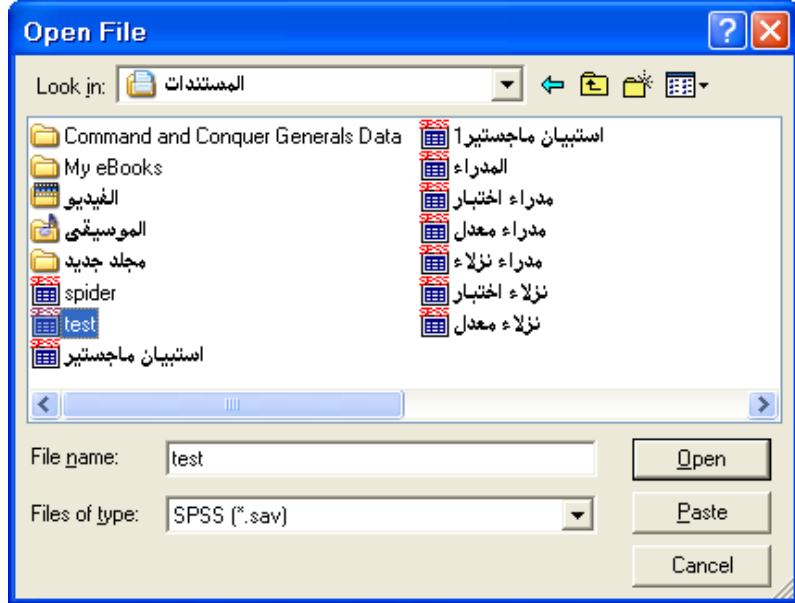 Open File
Look in: المستندات
Command and Conquer Generals Data
My eBooks
الفيديو
الموسيقى
مجلد جديد
spider
test
استبيان ماجستير
استبيان ماجستير1
المدراء
مدراء اختبار
مدراء معدل
مدراء نزلاء
نزلاء اختبار
نزلاء معدل
File name: test Open
Files of type: SPSS (*.sav) Paste
Cancel